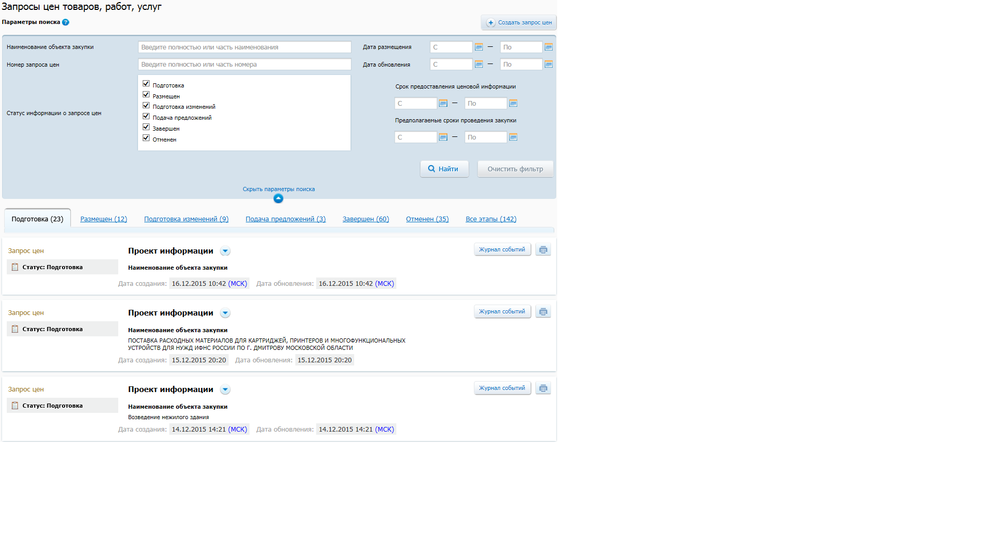 Запросы цен товаров, работ, услуг
Параметры поиска ?
Создать запрос цен
Наименование объекта закупки Введите полностью или часть наименования Дата размещения С — По
Номер запроса цен Введите полностью или часть номера Дата обновления С — По
Статус информации о запросе цен
Подготовка
Размещен
Подготовка изменений
Подача предложений
Завершен
Отменен
Срок предоставления ценовой информации
С — По
Предполагаемые сроки проведения закупки
С — По
Найти Очистить фильтр
Скрыть параметры поиска
Подготовка (23) Размещен (12) Подготовка изменений (9) Подача предложений (3) Завершен (60) Отменен (35) Все этапы (142)
Запрос цен Проект информации Журнал событий
Статус: Подготовка Наименование объекта закупки
Дата создания: 16.12.2015 10:42 (МСК) Дата обновления: 16.12.2015 10:42 (МСК)
Запрос цен Проект информации Журнал событий
Статус: Подготовка Наименование объекта закупки
ПОСТАВКА РАСХОДНЫХ МАТЕРИАЛОВ ДЛЯ КАРТРИДЖЕЙ, ПРИНТЕРОВ И МНОГОФУНКЦИОНАЛЬНЫХ
УСТРОЙСТВ ДЛЯ НУЖД ИФНС РОССИИ ПО Г. ДМИТРОВУ МОСКОВСКОЙ ОБЛАСТИ
Дата создания: 15.12.2015 20:20 Дата обновления: 15.12.2015 20:20
Запрос цен Проект информации Журнал событий
Статус: Подготовка Наименование объекта закупки
Возведение нежилого здания
Дата создания: 14.12.2015 14:21 (МСК) Дата обновления: 14.12.2015 14:21 (МСК)